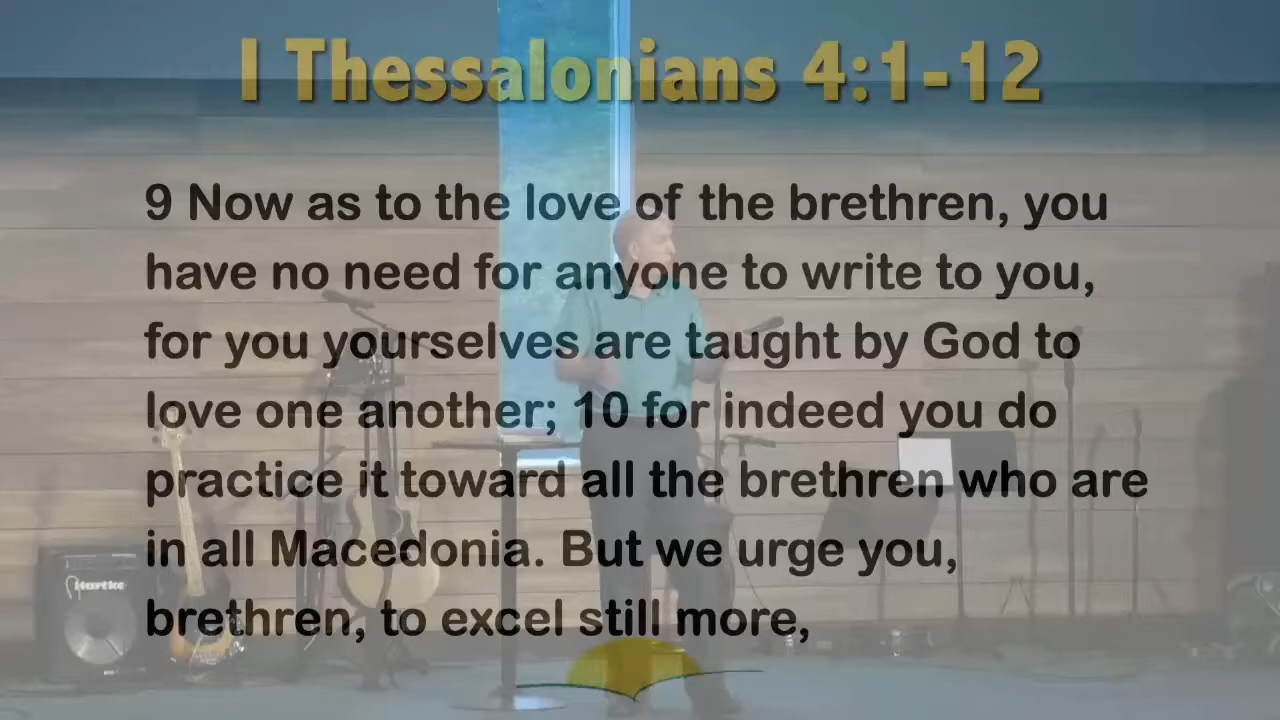 I Thessalonians 4:1-12
9 Now as to the love of the brethren, you
have no need for anyone to write to you,
for you yourselves are taught by God to
love one another; 10 for indeed you do
practice it toward all the brethren who are
in all Macedonia. But we urge you,
brethren, to excel still more,
Hartke